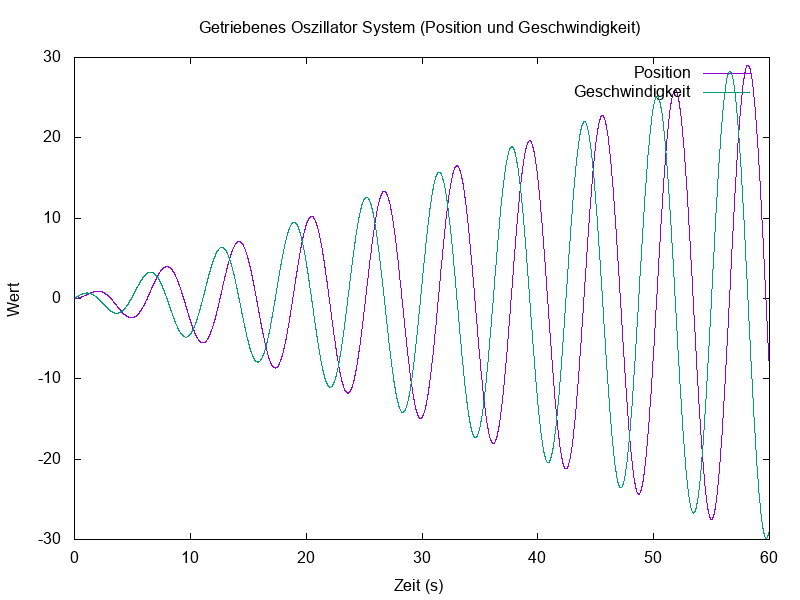 Getriebenes Oszillator System (Position und Geschwindigkeit)
30
20
10
0
-10
-20
-30
Wert
Position
Geschwindigkeit
0 10 20 30 40 50 60
Zeit (s)